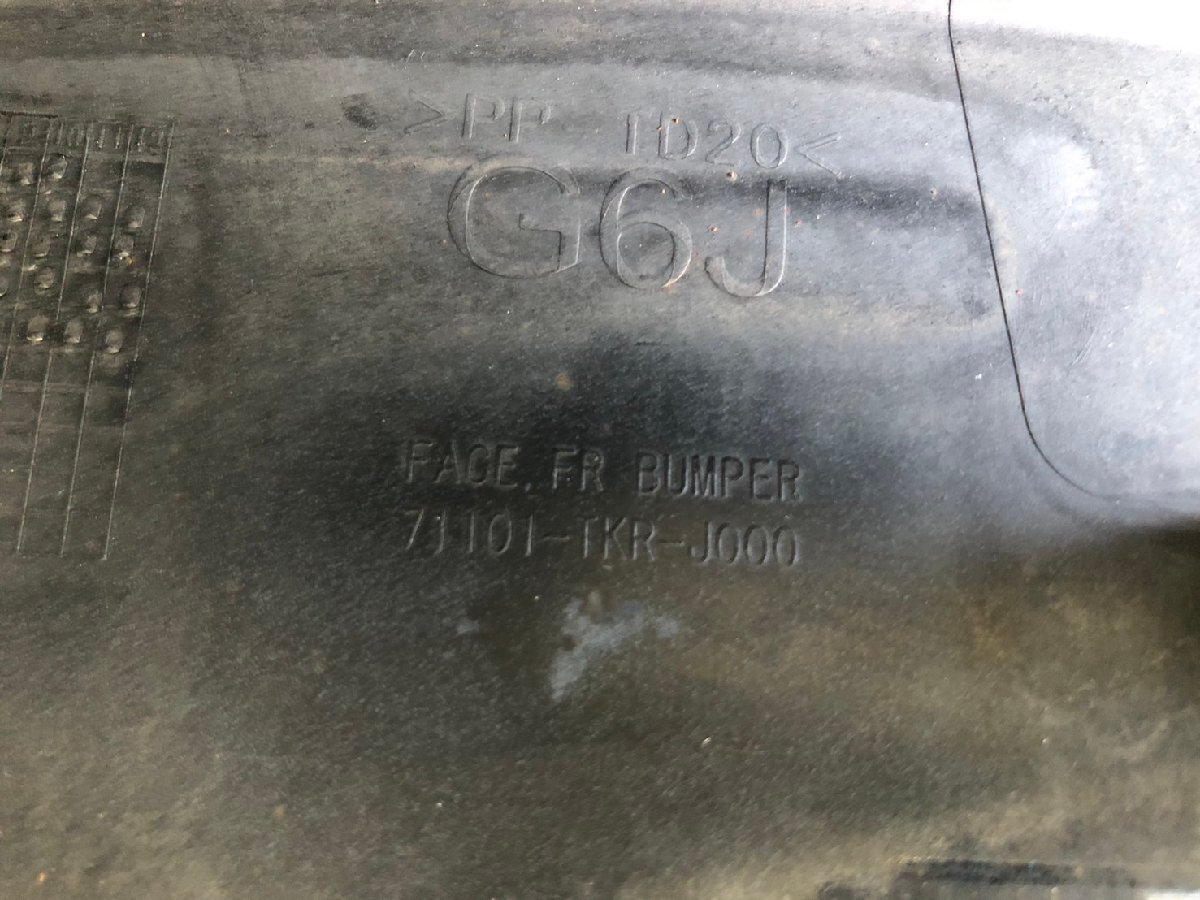 >PP TD20<
G6J
FACE, FR BUMPER
71101-TKR-J000